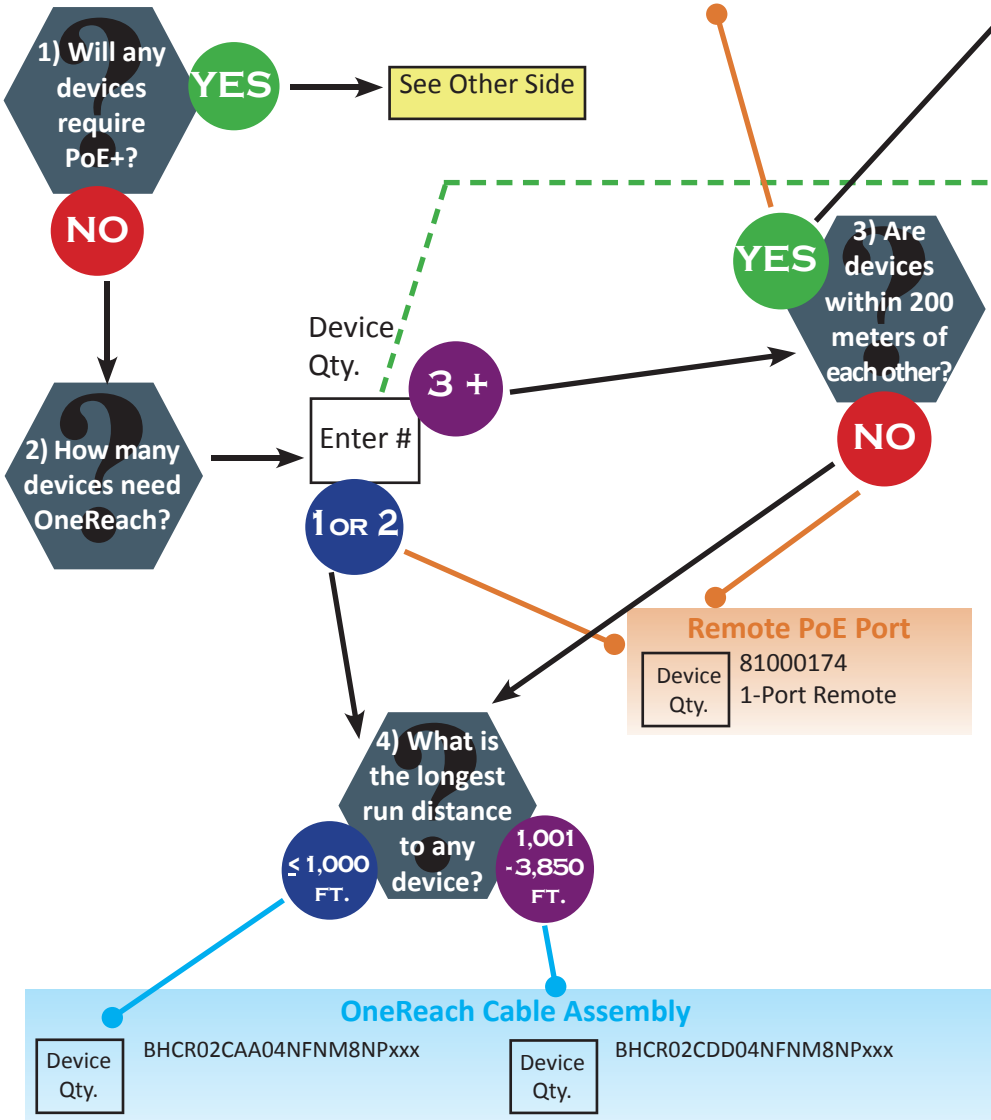 1) Will any
devices
require
PoE+?
YES
See Other Side
NO
2) How many
devices need
OneReach?
Device
Qty.
Enter #
3 +
1 OR 2
3) Are
devices
within 200
meters of
each other?
YES
NO
Remote PoE Port
Device
Qty.
81000174
1-Port Remote
4) What is
the longest
run distance
to any
device?
≤ 1,000
FT.
1,001
-3,850
FT.
OneReach Cable Assembly
Device
Qty.
BHCR02CAA04NFNM8NPxxx
Device
Qty.
BHCR02CDD04NFNM8NPxxx